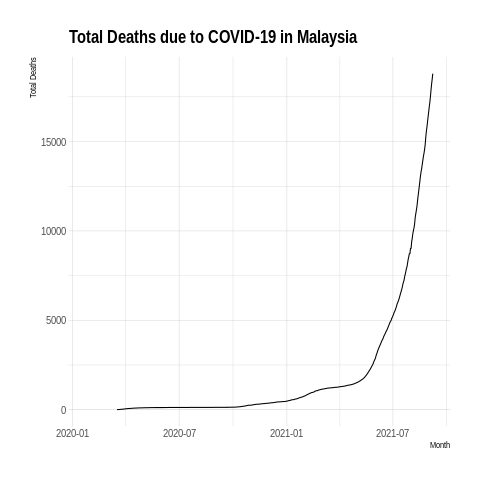 Total Deaths due to COVID-19 in Malaysia
Total Deaths
15000
10000
5000
0
2020-01 2020-07 2021-01 2021-07
Month